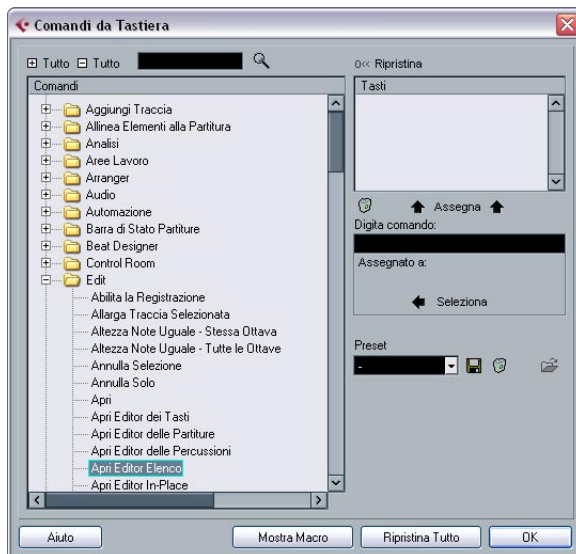 Comandi da Tastiera
Tutto Tutto
Ripristina
Comandi
Tasti
Aggiungi Traccia
Allinea Elementi alla Partitura
Analisi
Aree Lavoro
Arranger
Audio
Automazione
Barra di Stato Partiture
Beat Designer
Control Room
Edit
Abilita la Registrazione
Allarga Traccia Selezionata
Altezza Note Uguale - Stessa Ottava
Altezza Note Uguale - Tutte le Ottave
Annulla Selezione
Annulla Solo
Apri
Apri Editor dei Tasti
Apri Editor delle Partiture
Apri Editor delle Percussioni
Apri Editor Elenco
Apri Editor In-Place
Assegna
Digita comando:
Assegnato a:
Seleziona
Preset
-
Aiuto
Mostra Macro
Ripristina Tutto
OK